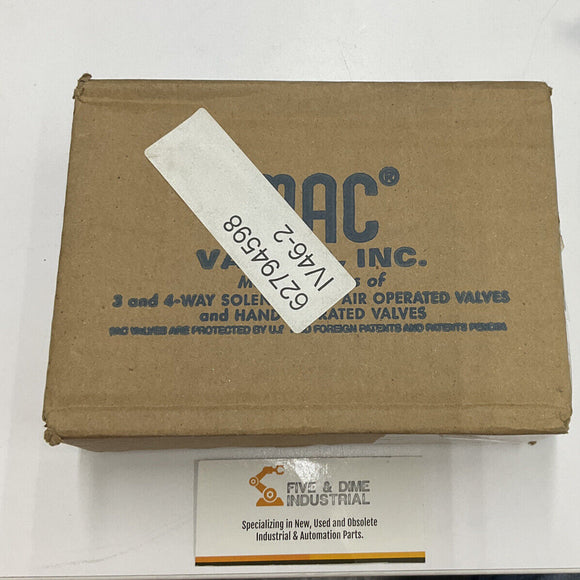 MAC®
VA , INC.
M s of
3 and 4-WAY SOLEN AIR OPERATED VALVES
and HAND RATED VALVES
MAC VALVES ARE PROTECTED BY U.S FOREIGN PATENTS AND PATENTS PENDING
62794598
IV46-2
FIVE & DIME
INDUSTRIAL
Specializing in New, Used and Obsolete
Industrial & Automation Parts.